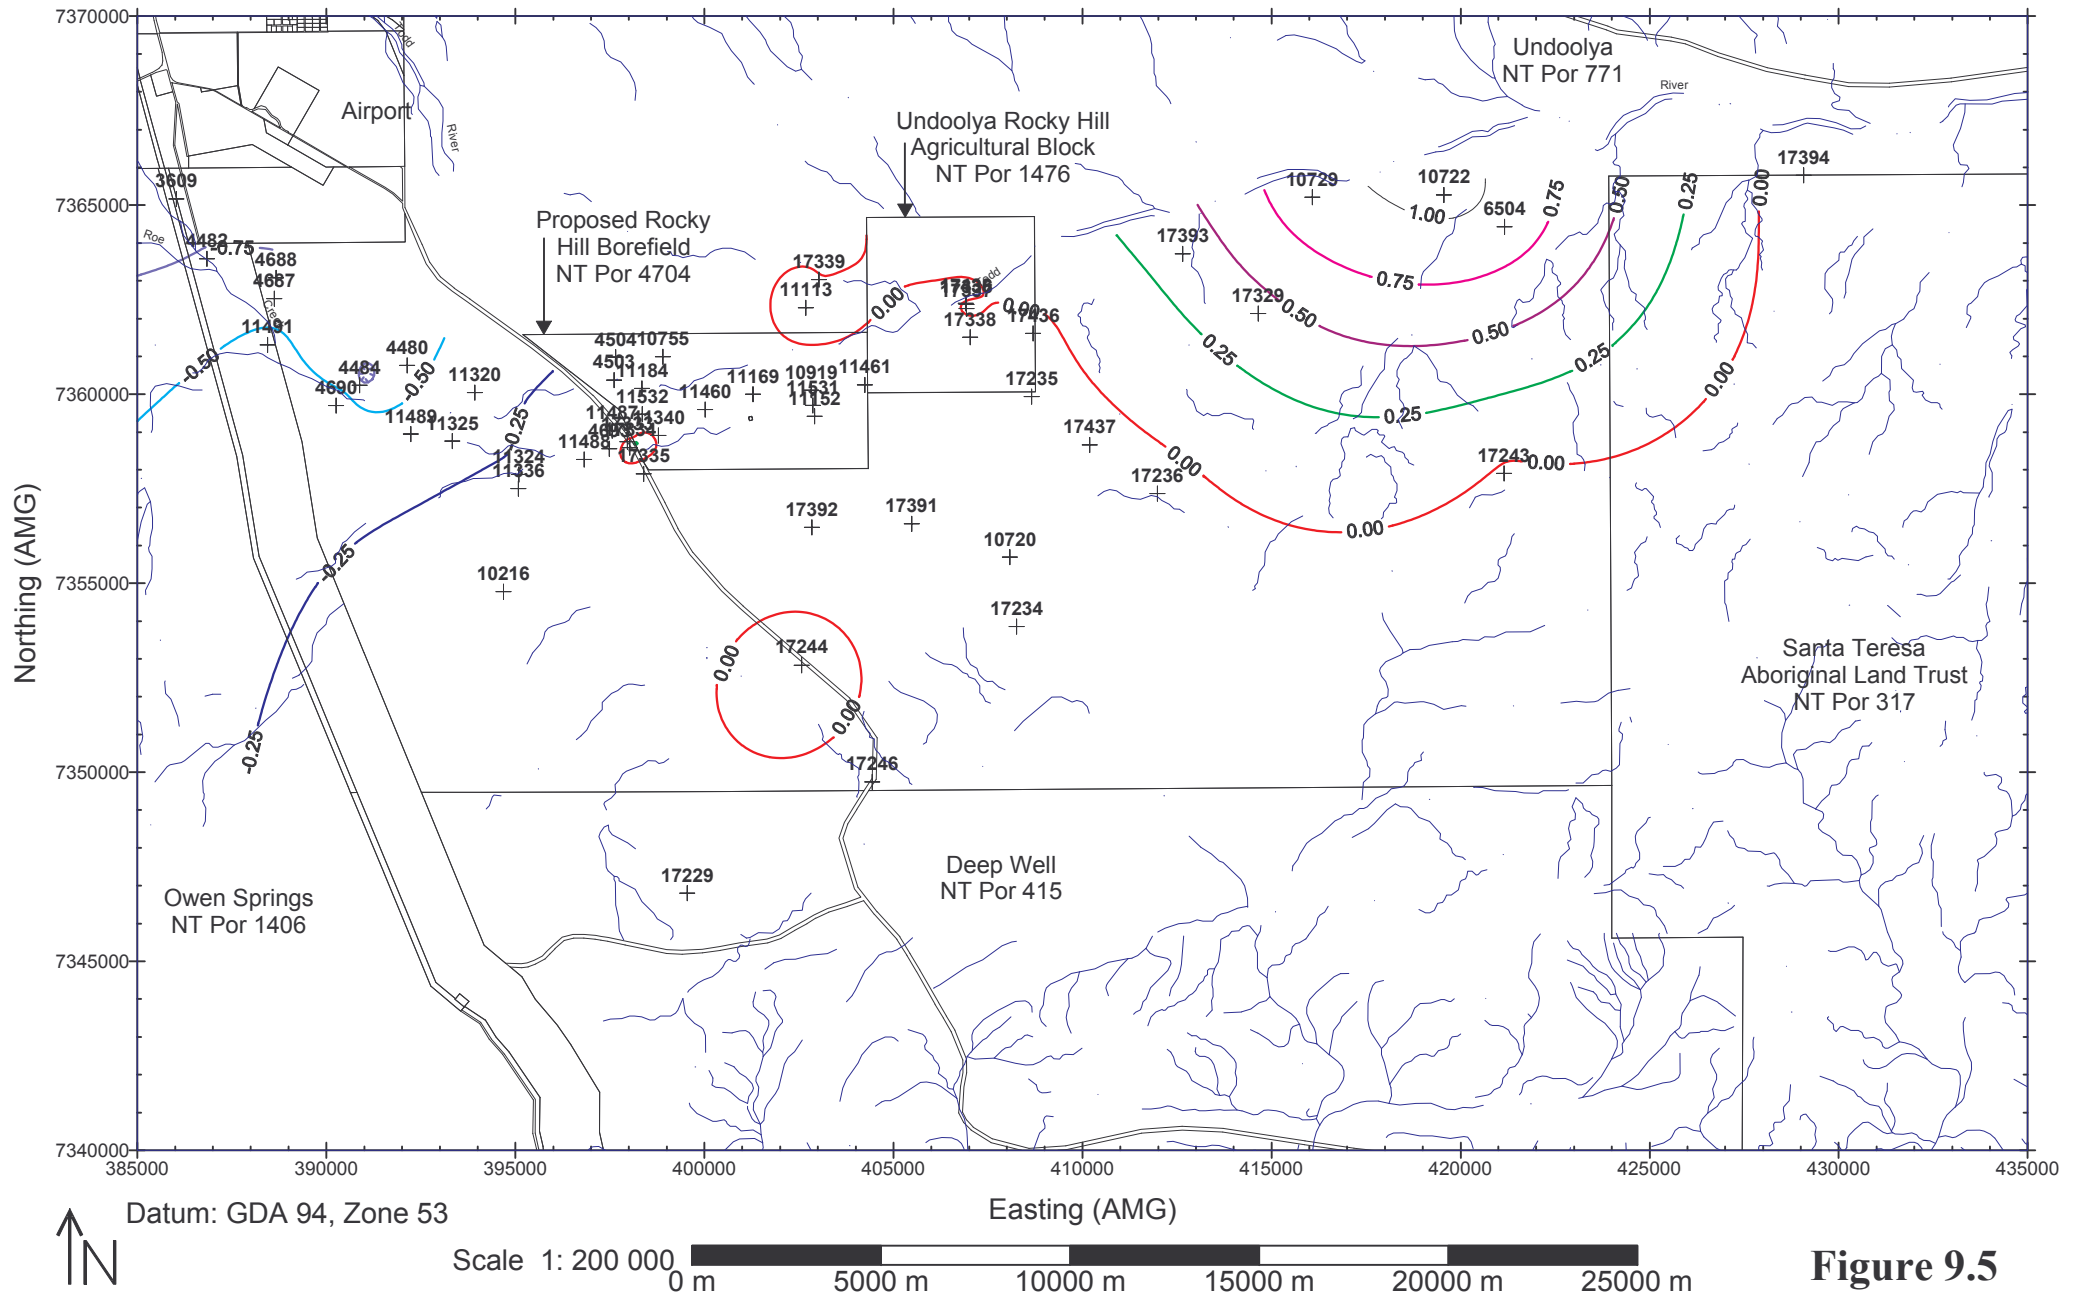 7370000
7365000
7360000
7355000
7350000
7345000
7340000
Northing (AMG)
385000
390000
395000
400000
405000
410000
415000
420000
425000
430000
435000
Easting (AMG)
Todd
River
Airport
Undoolya
NT Por 771
River
Undoolya Rocky Hill
Agricultural Block
NT Por 1476
Proposed Rocky
Hill Borefield
NT Por 4704
3609
Roe
4482
-0.75
4688
4687
Creek
11491
-0.50
4484
4480
4690
-0.50
11320
11489
11325
0.25
11324
11336
-0.25
-0.25
10216
4504
10755
4503
11184
11532
11487
11340
11488
17335
11460
11169
10919
11531
11152
11461
17339
11113
0.00
Todd
17338
0.00
17436
17235
17437
17236
17392
17391
10720
17234
17244
0.00
0.00
17246
17229
10729
10722
1.00
6504
0.75
0.75
17393
17329
0.50
0.50
0.50
0.25
0.25
0.25
0.25
0.00
0.00
0.00
0.00
0.00
17243
17394
Santa Teresa
Aboriginal Land Trust
NT Por 317
Owen Springs
NT Por 1406
Deep Well
NT Por 415
Datum: GDA 94, Zone 53
N
Scale 1: 200 000
0 m
5000 m
10000 m
15000 m
20000 m
25000 m
Figure 9.5